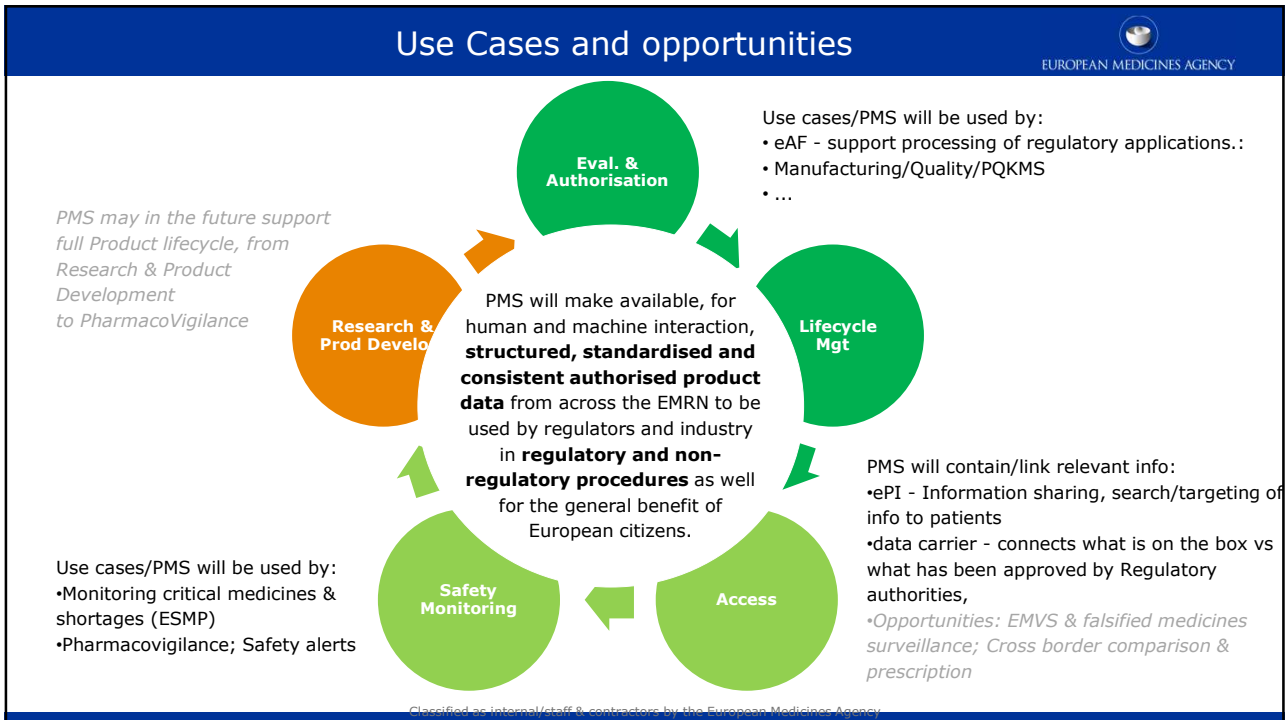 Use Cases and opportunities
EUROPEAN MEDICINES AGENCY
Eval. &
Authorisation
Use cases/PMS will be used by:
• eAF - support processing of regulatory applications.:
• Manufacturing/Quality/PQKMS
• ...
PMS may in the future support
full Product lifecycle, from
Research & Product
Development
to PharmacoVigilance
Research &
Prod Develo
PMS will make available, for
human and machine interaction,
structured, standardised and
consistent authorised product
data from across the EMRN to be
used by regulators and industry
in regulatory and non-
regulatory procedures as well
for the general benefit of
European citizens.
Lifecycle
Mgt
PMS will contain/link relevant info:
•ePI - Information sharing, search/targeting of
info to patients
•data carrier - connects what is on the box vs
what has been approved by Regulatory
authorities,
•Opportunities: EMVS & falsified medicines
surveillance; Cross border comparison &
prescription
Use cases/PMS will be used by:
•Monitoring critical medicines &
shortages (ESMP)
•Pharmacovigilance; Safety alerts
Safety
Monitoring
Access
Classified as internal/staff & contractors by the European Medicines Agency